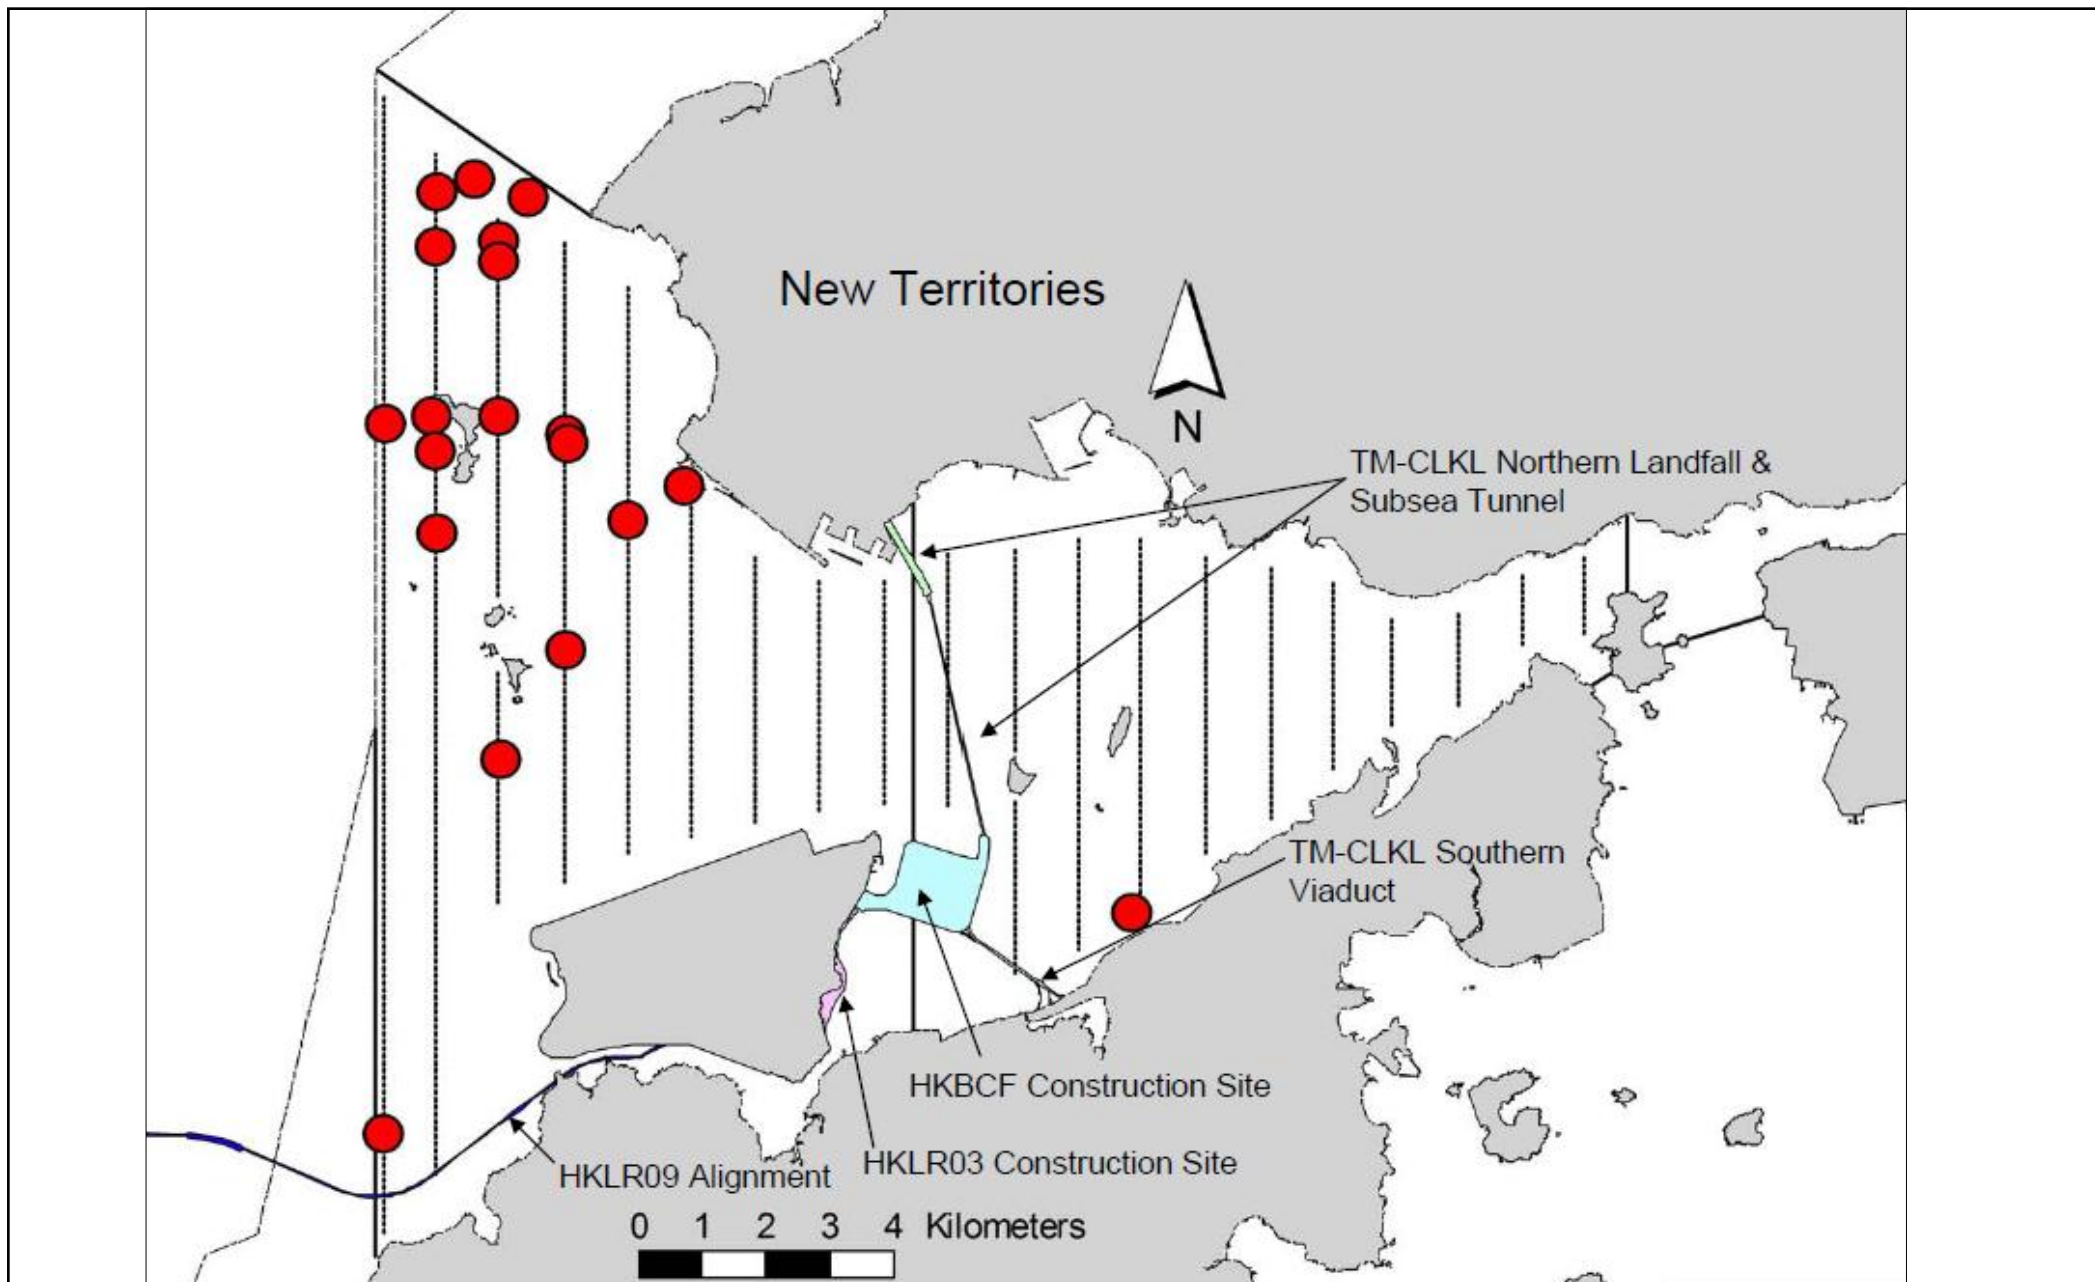 New Territories
N
TM-CLKL Northern Landfall &
Subsea Tunnel
TM-CLKL Southern
Viaduct
HKBCF Construction Site
HKLR03 Construction Site
HKLR09 Alignment
0 1 2 3 4 Kilometers